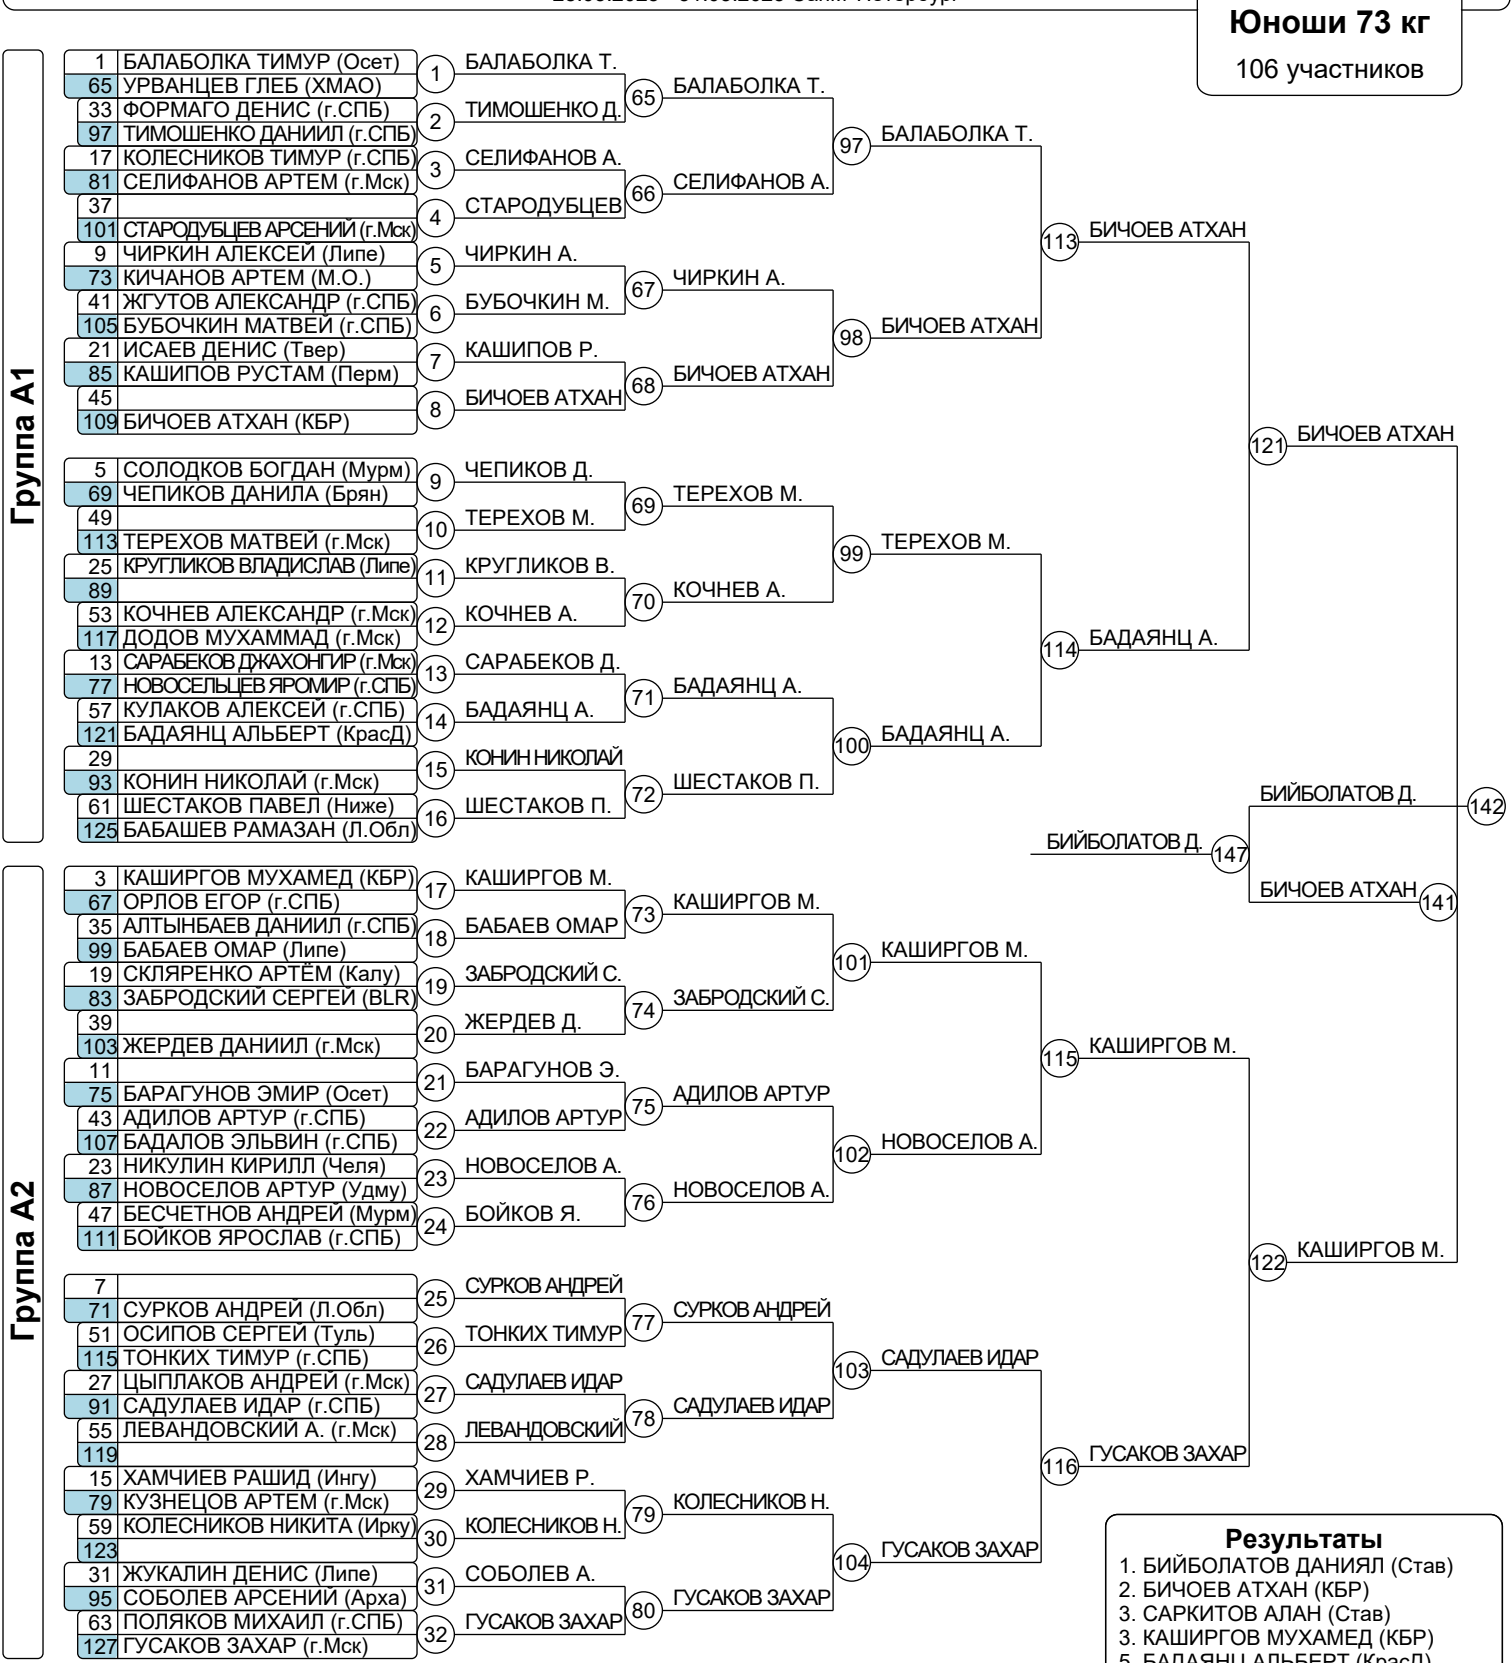 Юноши 73 кг
106 участников
Группа A1
1 БАЛАБОЛКА ТИМУР (Осет)
65 УРВАНЦЕВ ГЛЕБ (ХМАО)
33 ФОРМАГО ДЕНИС (г.СПБ)
97 ТИМОШЕНКО ДАНИИЛ (г.СПБ)
17 КОЛЕСНИКОВ ТИМУР (г.СПБ)
81 СЕЛИФАНОВ АРТЕМ (г.Мск)
37
101 СТАРОДУБЦЕВ АРСЕНИЙ (г.Мск)
9 ЧИРКИН АЛЕКСЕЙ (Липе)
73 КИЧАНОВ АРТЕМ (М.О.)
41 ЖГУТОВ АЛЕКСАНДР (г.СПБ)
105 БУБОЧКИН МАТВЕЙ (г.СПБ)
21 ИСАЕВ ДЕНИС (Твер)
85 КАШИПОВ РУСТАМ (Перм)
45
109 БИЧОЕВ АТХАН (КБР)
5 СОЛОДКОВ БОГДАН (Мурм)
69 ЧЕПИКОВ ДАНИЛА (Брян)
49
113 ТЕРЕХОВ МАТВЕЙ (г.Мск)
25 КРУГЛИКОВ ВЛАДИСЛАВ (Липе)
89
53 КОЧНЕВ АЛЕКСАНДР (г.Мск)
117 ДОДОВ МУХАММАД (г.Мск)
13 САРАБЕКОВ ДЖАХОНГИР (г.Мск)
77 НОВОСЕЛЬЦЕВ ЯРОМИР (г.СПБ)
57 КУЛАКОВ АЛЕКСЕЙ (г.СПБ)
121 БАДАЯНЦ АЛЬБЕРТ (КрасД)
29
93 КОНИН НИКОЛАЙ (г.Мск)
61 ШЕСТАКОВ ПАВЕЛ (Ниже)
125 БАБАШЕВ РАМАЗАН (Л.Обл)
1 БАЛАБОЛКА Т.
2 ТИМОШЕНКО Д.
3 СЕЛИФАНОВ А.
4 СТАРОДУБЦЕВ
5 ЧИРКИН А.
6 БУБОЧКИН М.
7 КАШИПОВ Р.
8 БИЧОЕВ АТХАН
9 ЧЕПИКОВ Д.
10 ТЕРЕХОВ М.
11 КРУГЛИКОВ В.
12 КОЧНЕВ А.
13 САРАБЕКОВ Д.
14 БАДАЯНЦ А.
15 КОНИН НИКОЛАЙ
16 ШЕСТАКОВ П.
65 БАЛАБОЛКА Т.
66 СЕЛИФАНОВ А.
67 ЧИРКИН А.
68 БИЧОЕВ АТХАН
69 ТЕРЕХОВ М.
70 КОЧНЕВ А.
71 БАДАЯНЦ А.
72 ШЕСТАКОВ П.
97 БАЛАБОЛКА Т.
98 БИЧОЕВ АТХАН
99 ТЕРЕХОВ М.
100 БАДАЯНЦ А.
113 БИЧОЕВ АТХАН
114 БАДАЯНЦ А.
121 БИЧОЕВ АТХАН
БИЙБОЛАТОВ Д. 142
БИЙБОЛАТОВ Д. 147
БИЧОЕВ АТХАН 141
Группа A2
3 КАШИРГОВ МУХАМЕД (КБР)
67 ОРЛОВ ЕГОР (г.СПБ)
35 АЛТЫНБАЕВ ДАНИИЛ (г.СПБ)
99 БАБАЕВ ОМАР (Липе)
19 СКЛЯРЕНКО АРТЁМ (Калу)
83 ЗАБРОДСКИЙ СЕРГЕЙ (BLR)
39
103 ЖЕРДЕВ ДАНИИЛ (г.Мск)
11
75 БАРАГУНОВ ЭМИР (Осет)
43 АДИЛОВ АРТУР (г.СПБ)
107 БАДАЛОВ ЭЛЬВИН (г.СПБ)
23 НИКУЛИН КИРИЛЛ (Челя)
87 НОВОСЕЛОВ АРТУР (Удму)
47 БЕСЧЕТНОВ АНДРЕЙ (Мурм)
111 БОЙКОВ ЯРОСЛАВ (г.СПБ)
7
71 СУРКОВ АНДРЕЙ (Л.Обл)
51 ОСИПОВ СЕРГЕЙ (Туль)
115 ТОНКИХ ТИМУР (г.СПБ)
27 ЦЫПЛАКОВ АНДРЕЙ (г.Мск)
91 САДУЛАЕВ ИДАР (г.СПБ)
55 ЛЕВАНДОВСКИЙ А. (г.Мск)
119
15 ХАМЧИЕВ РАШИД (Ингу)
79 КУЗНЕЦОВ АРТЕМ (г.Мск)
59 КОЛЕСНИКОВ НИКИТА (Ирку)
123
31 ЖУКАЛИН ДЕНИС (Липе)
95 СОБОЛЕВ АРСЕНИЙ (Арха)
63 ПОЛЯКОВ МИХАИЛ (г.СПБ)
127 ГУСАКОВ ЗАХАР (г.Мск)
17 КАШИРГОВ М.
18 БАБАЕВ ОМАР
19 ЗАБРОДСКИЙ С.
20 ЖЕРДЕВ Д.
21 БАРАГУНОВ Э.
22 АДИЛОВ АРТУР
23 НОВОСЕЛОВ А.
24 БОЙКОВ Я.
25 СУРКОВ АНДРЕЙ
26 ТОНКИХ ТИМУР
27 САДУЛАЕВ ИДАР
28 ЛЕВАНДОВСКИЙ
29 ХАМЧИЕВ Р.
30 КОЛЕСНИКОВ Н.
31 СОБОЛЕВ А.
32 ГУСАКОВ ЗАХАР
73 КАШИРГОВ М.
74 ЗАБРОДСКИЙ С.
75 АДИЛОВ АРТУР
76 НОВОСЕЛОВ А.
77 СУРКОВ АНДРЕЙ
78 САДУЛАЕВ ИДАР
79 КОЛЕСНИКОВ Н.
80 ГУСАКОВ ЗАХАР
101 КАШИРГОВ М.
102 НОВОСЕЛОВ А.
103 САДУЛАЕВ ИДАР
104 ГУСАКОВ ЗАХАР
115 КАШИРГОВ М.
116 ГУСАКОВ ЗАХАР
122 КАШИРГОВ М.
Результаты
1. БИЙБОЛАТОВ ДАНИЯЛ (Став)
2. БИЧОЕВ АТХАН (КБР)
3. САРКИТОВ АЛАН (Став)
3. КАШИРГОВ МУХАМЕД (КБР)
5. БАДАЯНЦ АЛЬБЕРТ (КрасД)